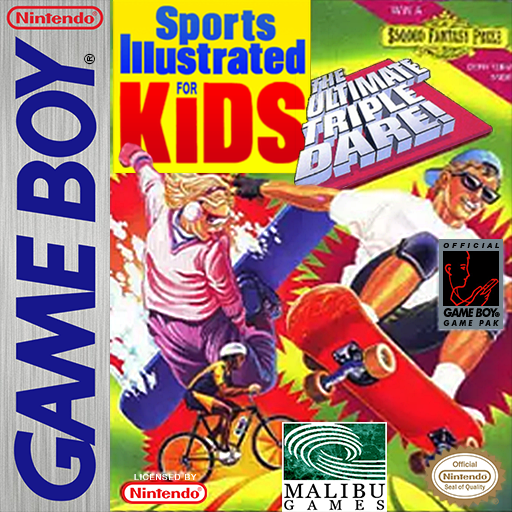 Nintendo®
GAME BOY
Sports
Illustrated
FOR
KiDS
THE
ULTIMATE
TRIPLE
DARE!
WIN A
$50,000 FANTASY PRIZE
OFFICIAL
GAME BOY
GAME PAK
LICENSED BY
Nintendo
MALIBU
GAMES
Official
Nintendo
Seal of Quality